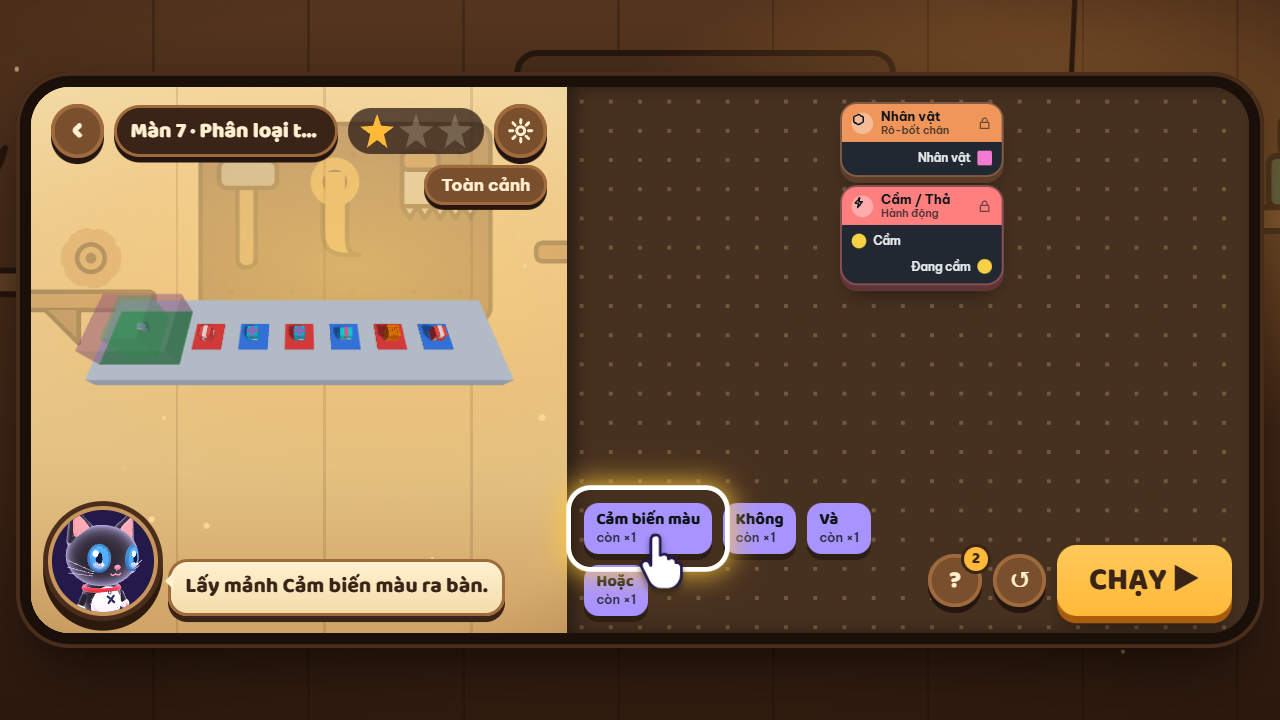 Màn 7 · Phân loại t...
Toàn cảnh
Nhân vật
Rô-bốt chân
Nhân vật
Cầm / Thả
Hành động
Cầm
Đang cầm
Cảm biến màu
còn ×1
Không
còn ×1
Và
còn ×1
Hoặc
còn ×1
Lấy mảnh Cảm biến màu ra bàn.
?
2
CHẠY